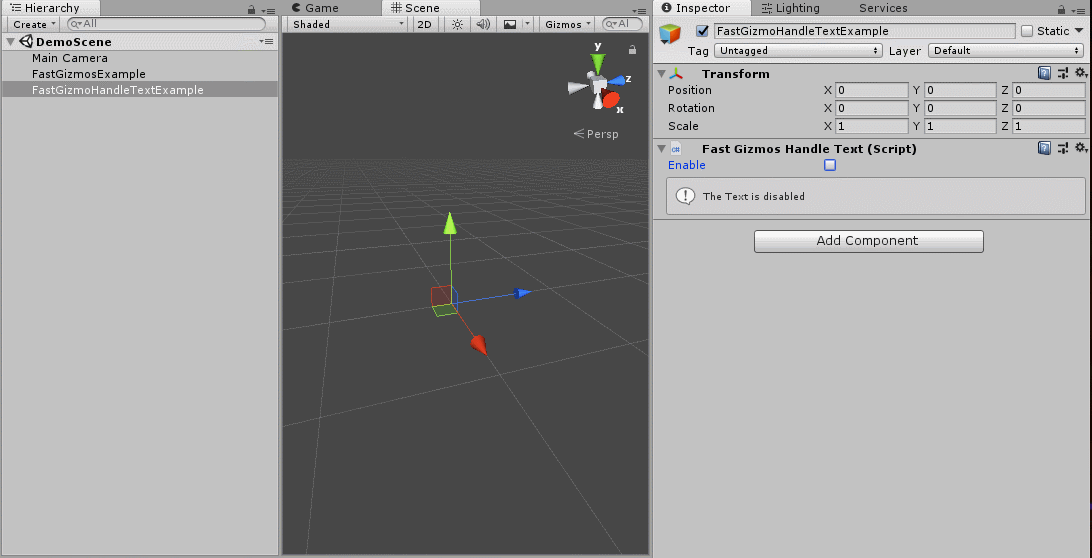 Hierarchy
Create
All
DemoScene
Main Camera
FastGizmosExample
FastGizmoHandleTextExample
Game
Scene
Shaded
2D
Gizmos
Al
y
z
x
Persp
Inspector
Lighting
Services
FastGizmoHandleTextExample
Static
Tag
Untagged
Layer
Default
Transform
Position
X 0 Y 0 Z 0
Rotation
X 0 Y 0 Z 0
Scale
X 1 Y 1 Z 1
Fast Gizmos Handle Text (Script)
Enable
The Text is disabled
Add Component